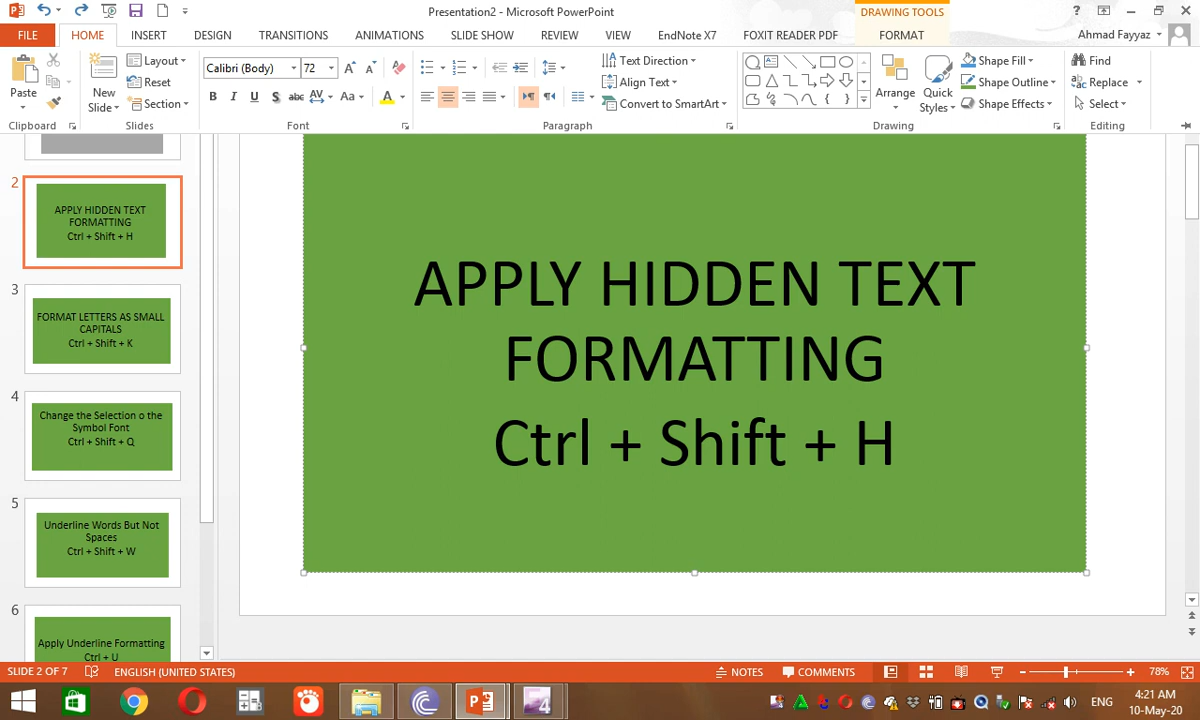 Presentation2 - Microsoft PowerPoint
DRAWING TOOLS
?
FILE
HOME
INSERT
DESIGN
TRANSITIONS
ANIMATIONS
SLIDE SHOW
REVIEW
VIEW
EndNote X7
FOXIT READER PDF
FORMAT
Ahmad Fayyaz
Paste
New
Slide
Layout
Reset
Section
Calibri (Body)
72
B I U S abc AV Aa A
Text Direction
Align Text
Convert to SmartArt
Arrange
Quick
Styles
Shape Fill
Shape Outline
Shape Effects
Find
Replace
Select
Clipboard
Slides
Font
Paragraph
Drawing
Editing
2
APPLY HIDDEN TEXT
FORMATTING
Ctrl + Shift + H
3
FORMAT LETTERS AS SMALL
CAPITALS
Ctrl + Shift + K
4
Change the Selection o the
Symbol Font
Ctrl + Shift + Q
5
Underline Words But Not
Spaces
Ctrl + Shift + W
6
Apply Underline Formatting
Ctrl + U
APPLY HIDDEN TEXT
FORMATTING
Ctrl + Shift + H
SLIDE 2 OF 7
ENGLISH (UNITED STATES)
NOTES
COMMENTS
78%
4
ENG
4:21 AM
10-May-20